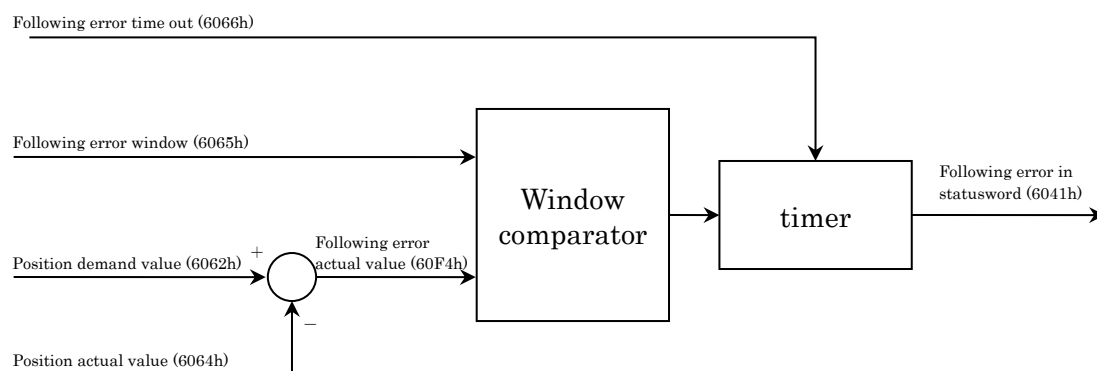 Following error time out (6066h)
Following error window (6065h)
Window
comparator
Following error in
statusword (6041h)
timer
Following error
actual value (60F4h)
+
Position demand value (6062h)
−
Position actual value (6064h)